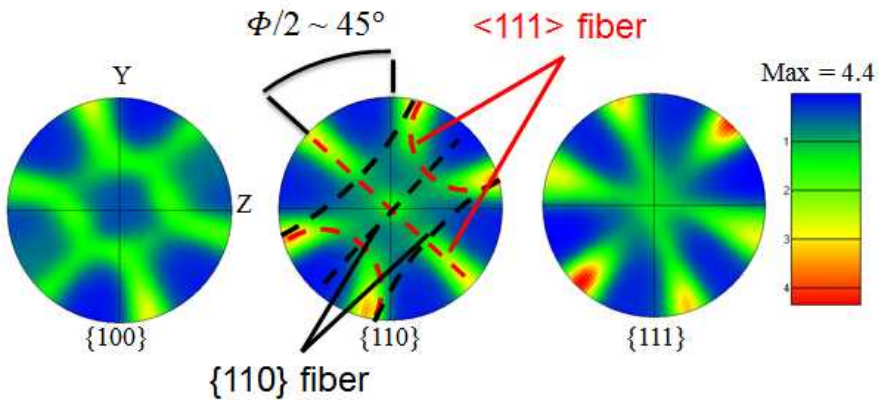 Φ/2 ~ 45°
<111> fiber
Y
Max = 4.4
1
2
3
4
Z
{100}
{110}
{111}
{110} fiber